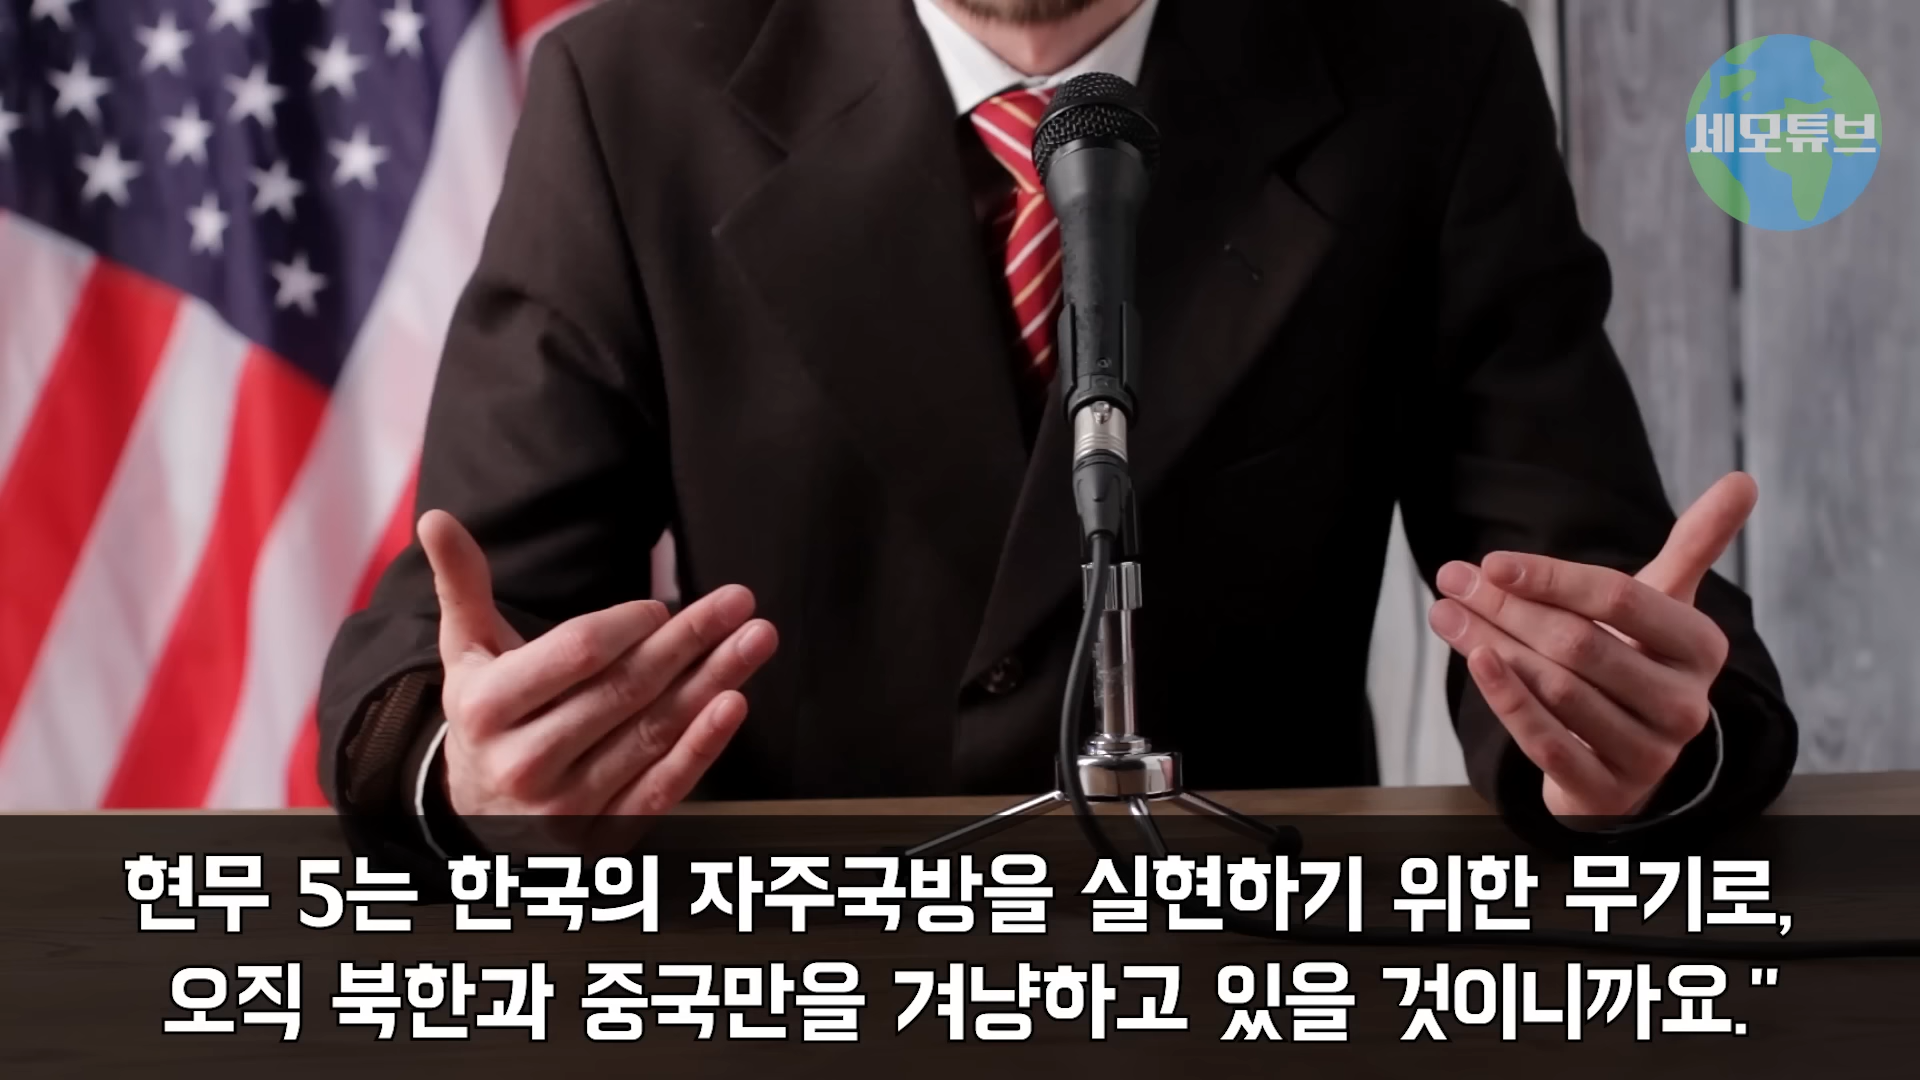 세모튜브
현무 5는 한국의 자주국방을 실현하기 위한 무기로,
오직 북한과 중국만을 겨냥하고 있을 것이니까요."